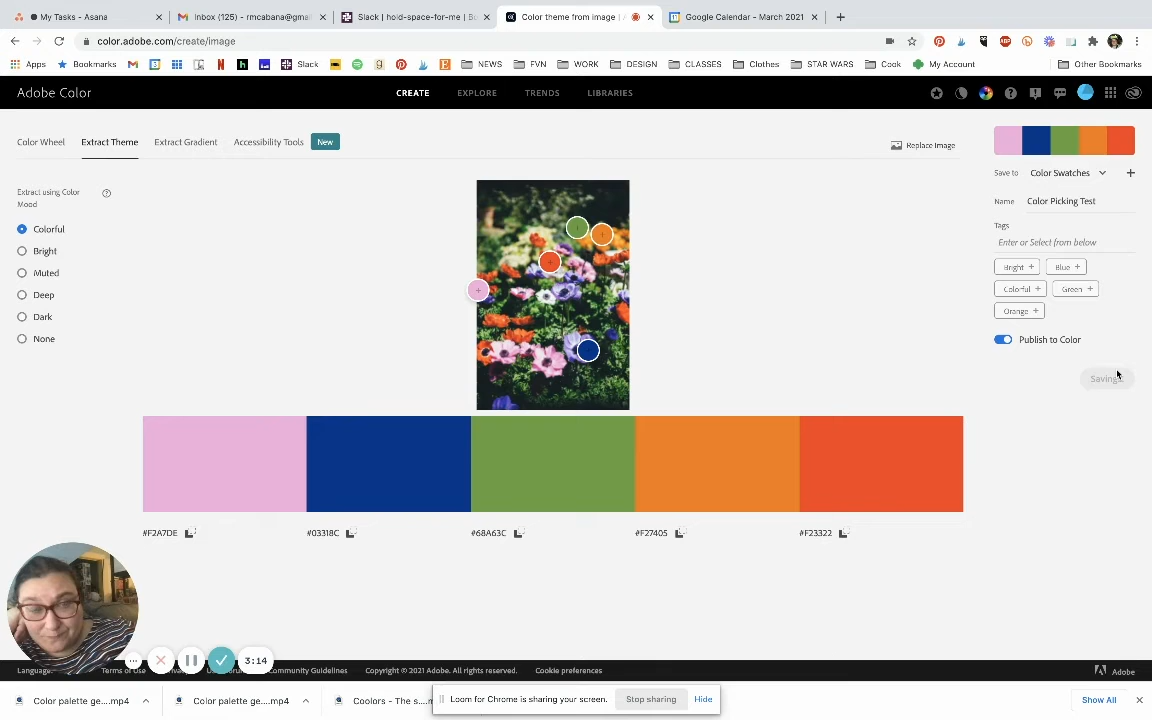 My Tasks - Asana
Inbox (125) - rmcabana@gmai
Slack | hold-space-for-me | Bo
Color theme from image | A
Google Calendar - March 2021
color.adobe.com/create/image
Apps
Bookmarks
Slack
NEWS
FVN
WORK
DESIGN
CLASSES
Clothes
STAR WARS
Cook
My Account
Other Bookmarks
Adobe Color
CREATE
EXPLORE
TRENDS
LIBRARIES
Color Wheel
Extract Theme
Extract Gradient
Accessibility Tools
New
Replace Image
Extract using Color
Mood
Colorful
Bright
Muted
Deep
Dark
None
Save to
Color Swatches
Name
Color Picking Test
Tags
Enter or Select from below
Bright +
Blue +
Colorful +
Green +
Orange +
Publish to Color
Saving
#F2A7DE
#03318C
#68A63C
#F27405
#F23322
3:14
Language:
Terms of Use
Community Guidelines
Copyright © 2021 Adobe. All rights reserved.
Cookie preferences
Adobe
Color palette ge....mp4
Color palette ge....mp4
Coolors - The s....m
Loom for Chrome is sharing your screen.
Stop sharing
Hide
Show All